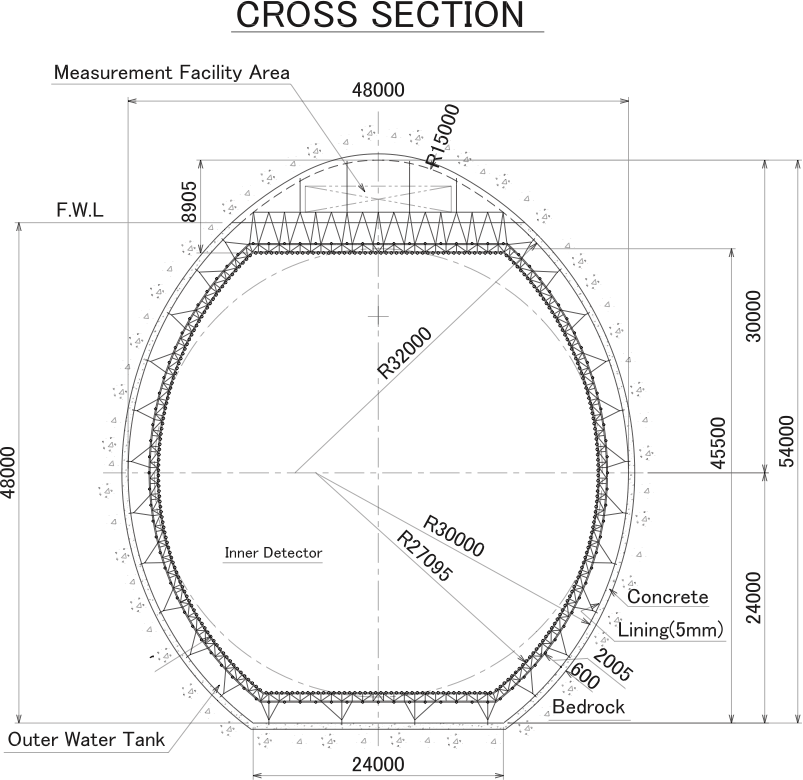 CROSS SECTION
Measurement Facility Area
48000
R15000
8905
F.W.L
R32000
30000
45500
54000
48000
R30000
R27095
Inner Detector
Concrete
24000
Lining(5mm)
2005
600
Bedrock
Outer Water Tank
24000